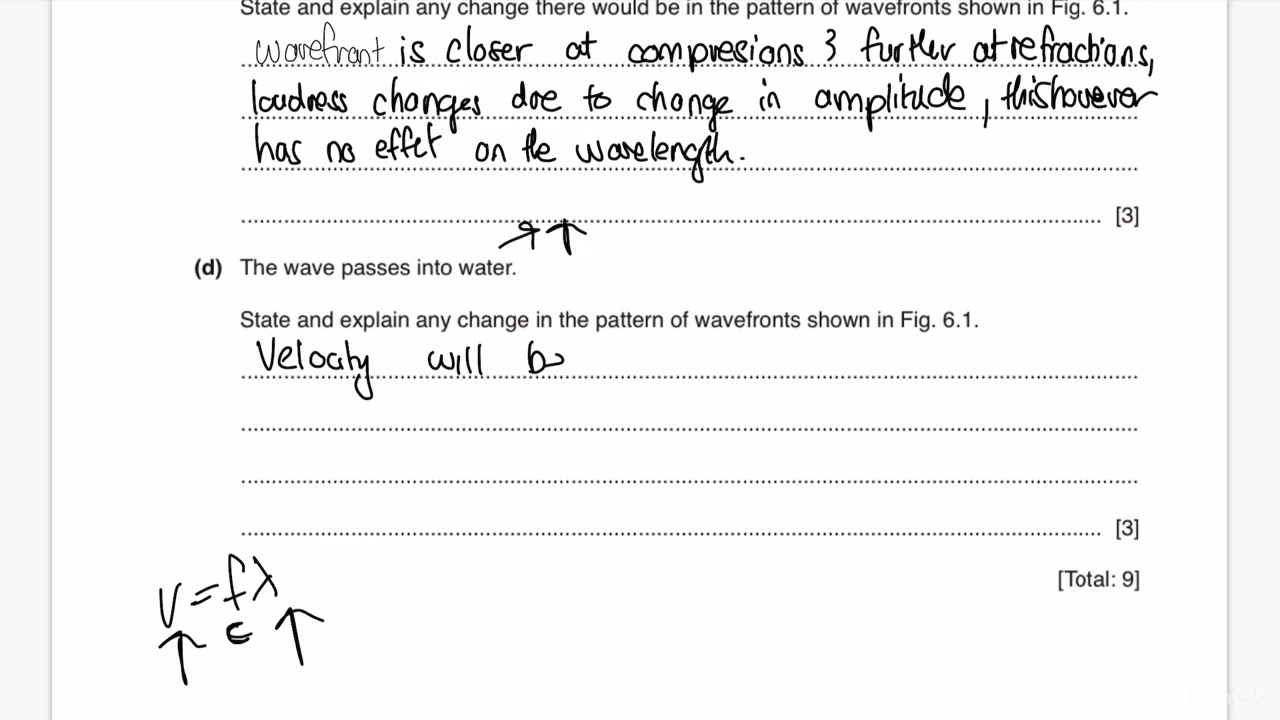 State and explain any change there would be in the pattern of wavefronts shown in Fig. 6.1.
wavefront is closer at compresions & further at refractions,
loudness changes due to change in amplitude, this hovever
has no effet on the wavelength.
[3]
(d) The wave passes into water.
State and explain any change in the pattern of wavefronts shown in Fig. 6.1.
Velocity will be
[3]
[Total: 9]
v = fλ
↑ c ↑